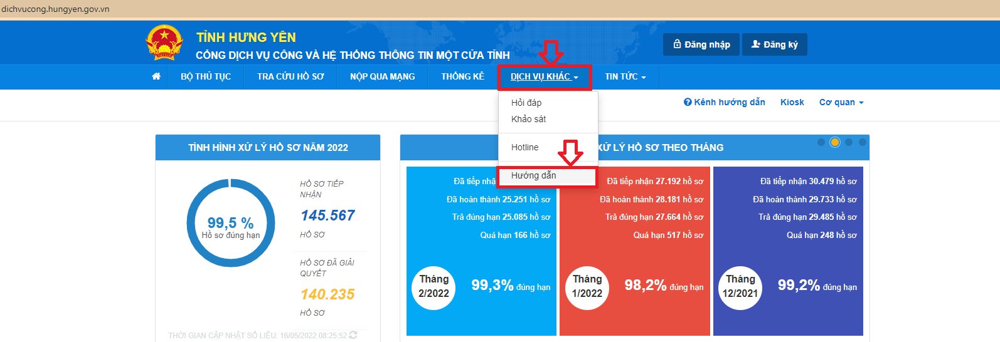 dichvucong.hungyen.gov.vn
TỈNH HƯNG YÊN
CỔNG DỊCH VỤ CÔNG VÀ HỆ THỐNG THÔNG TIN MỘT CỬA TỈNH
Đăng nhập
Đăng ký
BỘ THỦ TỤC
TRA CỨU HỒ SƠ
NỘP QUA MẠNG
THỐNG KÊ
DỊCH VỤ KHÁC
TIN TỨC
Hỏi đáp
Khảo sát
Hotline
Hướng dẫn
Kênh hướng dẫn
Kiosk
Cơ quan
TÌNH HÌNH XỬ LÝ HỒ SƠ NĂM 2022
99,5 %
Hồ sơ đúng hạn
HỒ SƠ TIẾP
NHẬN
145.567
HỒ SƠ
HỒ SƠ ĐÃ GIẢI
QUYẾT
140.235
HỒ SƠ
THỜI GIAN CẬP NHẬT SỐ LIỆU: 16/05/2022 08:25:52
XỬ LÝ HỒ SƠ THEO THÁNG
Đã tiếp nhậ
Đã hoàn thành 25.251 hồ sơ
Trả đúng hạn 25.085 hồ sơ
Quá hạn 166 hồ sơ
Tháng
2/2022
99,3% đúng hạn
Đã tiếp nhận 27.192 hồ sơ
Đã hoàn thành 28.181 hồ sơ
Trả đúng hạn 27.664 hồ sơ
Quá hạn 517 hồ sơ
Tháng
1/2022
98,2% đúng hạn
Đã tiếp nhận 30.479 hồ sơ
Đã hoàn thành 29.733 hồ sơ
Trả đúng hạn 29.485 hồ sơ
Quá hạn 248 hồ sơ
Tháng
12/2021
99,2% đúng hạn